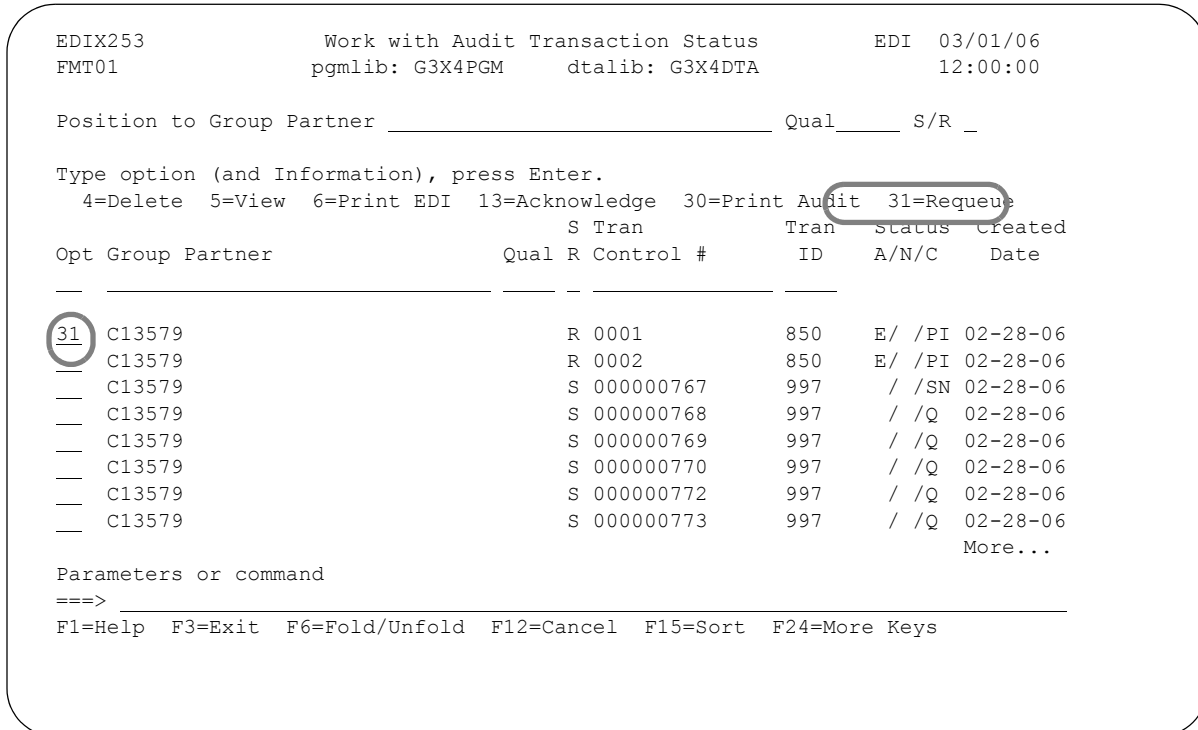 EDIX253 Work with Audit Transaction Status EDI 03/01/06
FMT01 pgmlib: G3X4PGM dtalib: G3X4DTA 12:00:00
Position to Group Partner Qual S/R
Type option (and Information), press Enter.
4=Delete 5=View 6=Print EDI 13=Acknowledge 30=Print Audit 31=Requeue
S Tran Tran Status Created
Opt Group Partner Qual R Control # ID A/N/C Date
31 C13579 R 0001 850 E/ /PI 02-28-06
C13579 R 0002 850 E/ /PI 02-28-06
C13579 S 000000767 997 / /SN 02-28-06
C13579 S 000000768 997 / /Q 02-28-06
C13579 S 000000769 997 / /Q 02-28-06
C13579 S 000000770 997 / /Q 02-28-06
C13579 S 000000772 997 / /Q 02-28-06
C13579 S 000000773 997 / /Q 02-28-06
More...
Parameters or command
===>
F1=Help F3=Exit F6=Fold/Unfold F12=Cancel F15=Sort F24=More Keys